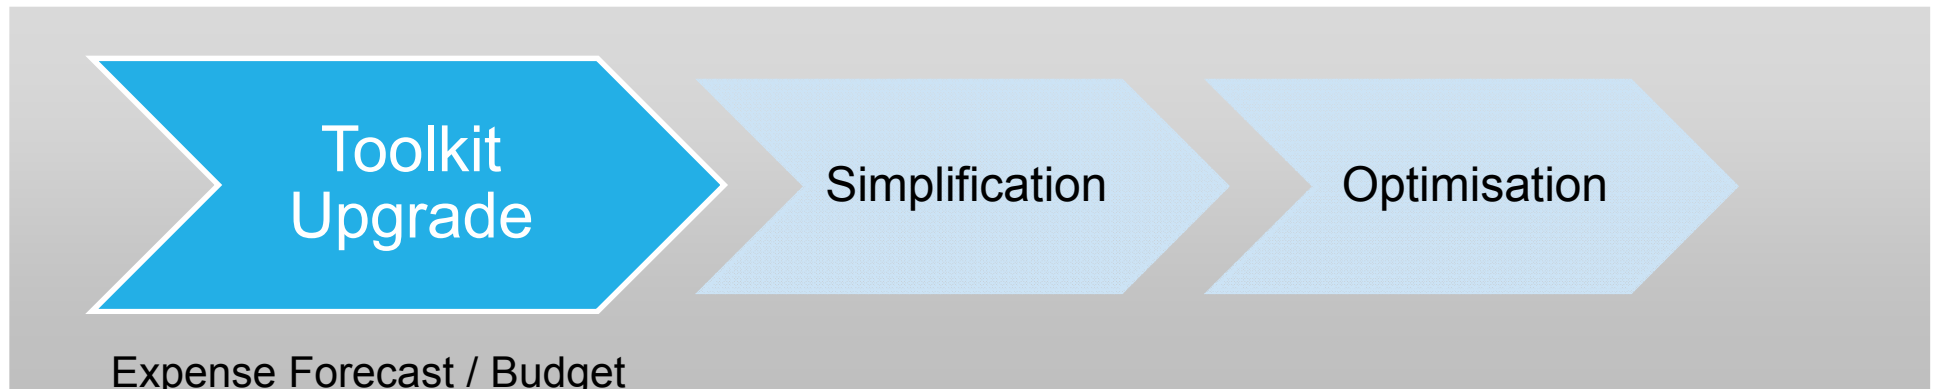 Toolkit
Upgrade
Simplification
Optimisation
Expense Forecast / Budget